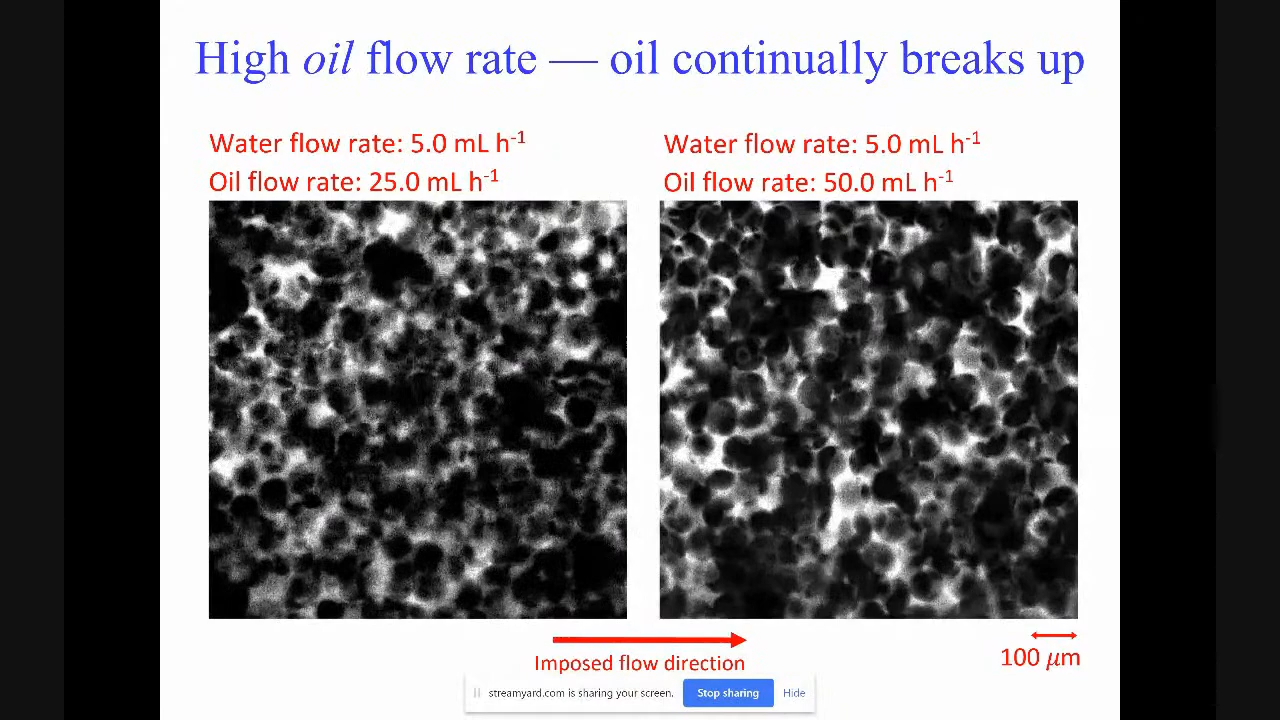 High oil flow rate — oil continually breaks up
Water flow rate: 5.0 mL h-1
Oil flow rate: 25.0 mL h-1
Water flow rate: 5.0 mL h-1
Oil flow rate: 50.0 mL h-1
Imposed flow direction
100 μm
streamyard.com is sharing your screen. Stop sharing Hide